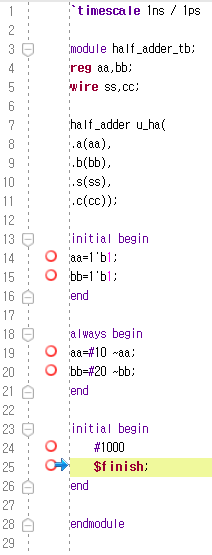 1 `timescale 1ns / 1ps
2
3 module half_adder_tb;
4 reg aa,bb;
5 wire ss,cc;
6
7 half_adder u_ha(
8 .a(aa),
9 .b(bb),
10 .s(ss),
11 .c(cc));
12
13 initial begin
14 aa=1'b1;
15 bb=1'b1;
16 end
17
18 always begin
19 aa=#10 ~aa;
20 bb=#20 ~bb;
21 end
22
23 initial begin
24 #1000
25 $finish;
26 end
27
28 endmodule
29